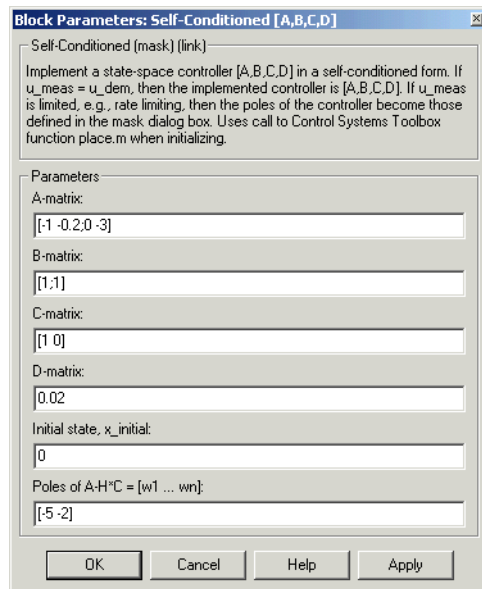 Block Parameters: Self-Conditioned [A,B,C,D]
Self-Conditioned (mask) (link)
Implement a state-space controller [A,B,C,D] in a self-conditioned form. If
u_meas = u_dem, then the implemented controller is [A,B,C,D]. If u_meas
is limited, e.g., rate limiting, then the poles of the controller become those
defined in the mask dialog box. Uses call to Control Systems Toolbox
function place.m when initializing.
Parameters
A-matrix:
[-1 -0.2;0 -3]
B-matrix:
[1;1]
C-matrix:
[1 0]
D-matrix:
0.02
Initial state, x_initial:
0
Poles of A-H*C = [w1 ... wn]:
[-5 -2]
OK Cancel Help Apply